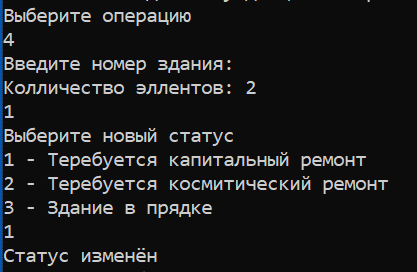 Выберите операцию
4
Введите номер здания:
Колличество эллентов: 2
1
Выберите новый статус
1 - Теребуется капитальный ремонт
2 - Теребуется космитический ремонт
3 - Здание в прядке
1
Статус изменён